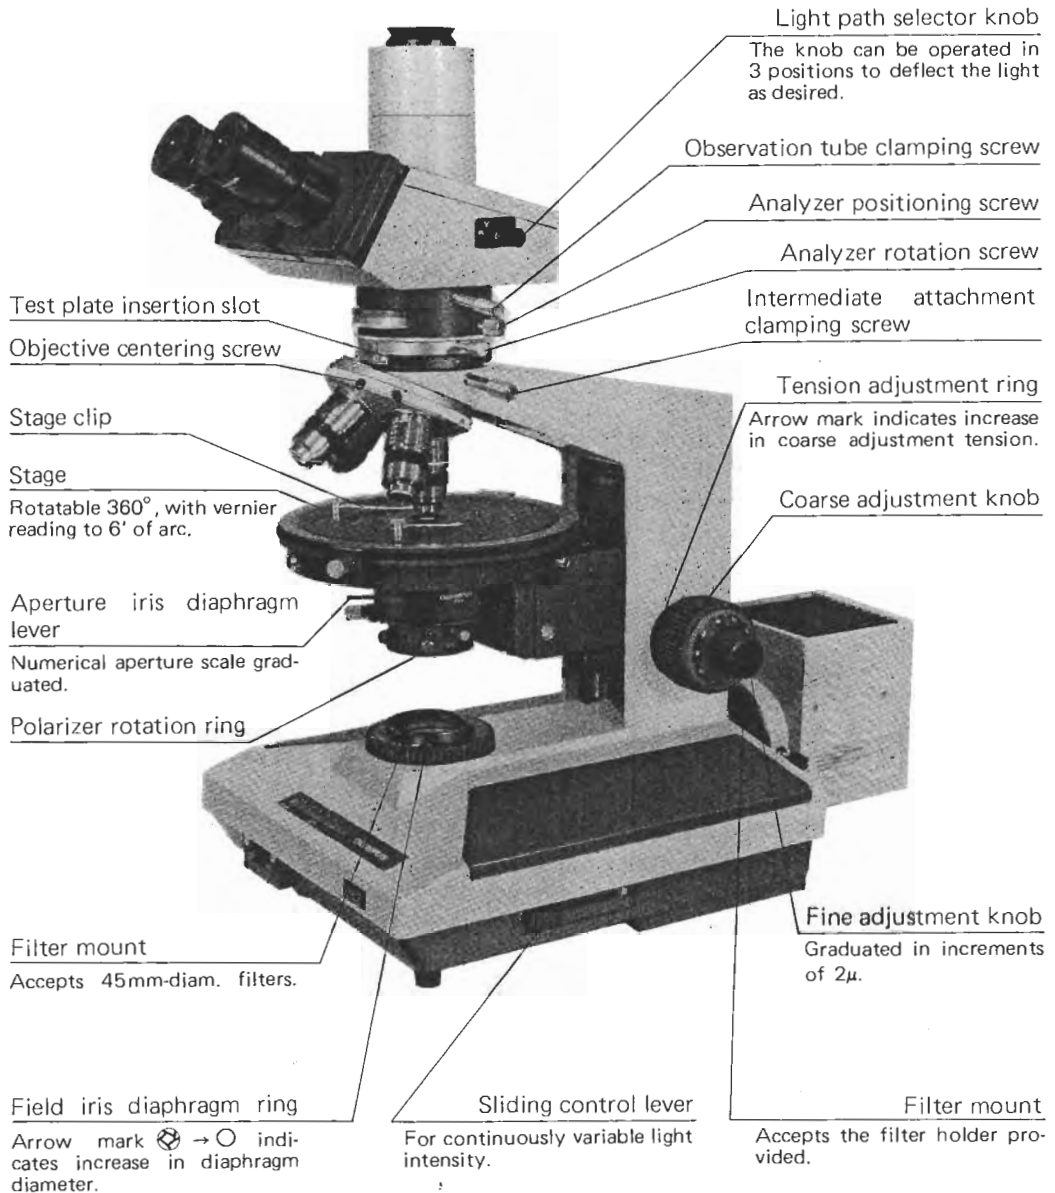 Light path selector knob
The knob can be operated in
3 positions to deflect the light
as desired.
Observation tube clamping screw
Analyzer positioning screw
Analyzer rotation screw
Intermediate attachment
clamping screw
Tension adjustment ring
Arrow mark indicates increase
in coarse adjustment tension.
Coarse adjustment knob
Test plate insertion slot
Objective centering screw
Stage clip
Stage
Rotatable 360°, with vernier
reading to 6′ of arc.
Aperture iris diaphragm
lever
Numerical aperture scale grad-
uated.
Polarizer rotation ring
Filter mount
Accepts 45mm-diam. filters.
Field iris diaphragm ring
Arrow mark → indi-
cates increase in diaphragm
diameter.
Sliding control lever
For continuously variable light
intensity.
Fine adjustment knob
Graduated in increments
of 2μ.
Filter mount
Accepts the filter holder pro-
vided.